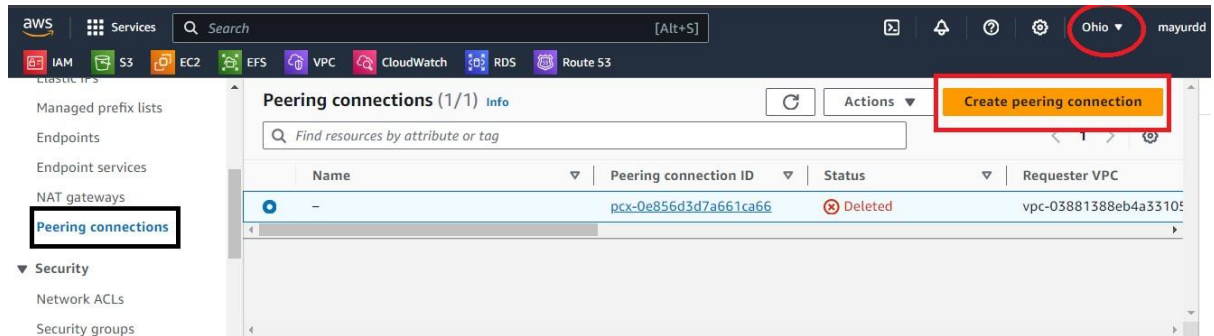 aws Services Search [Alt+S] Ohio ▼ mayurdd
IAM S3 EC2 EFS VPC CloudWatch RDS Route 53
Elastic IPs
Managed prefix lists
Endpoints
Endpoint services
NAT gateways
Peering connections
▼ Security
Network ACLs
Security groups
Peering connections (1/1) Info
Actions ▼ Create peering connection
Find resources by attribute or tag
< 1 >
Name Peering connection ID Status Requester VPC
– pcx-0e856d3d7a661ca66 Deleted vpc-03881388eb4a33105